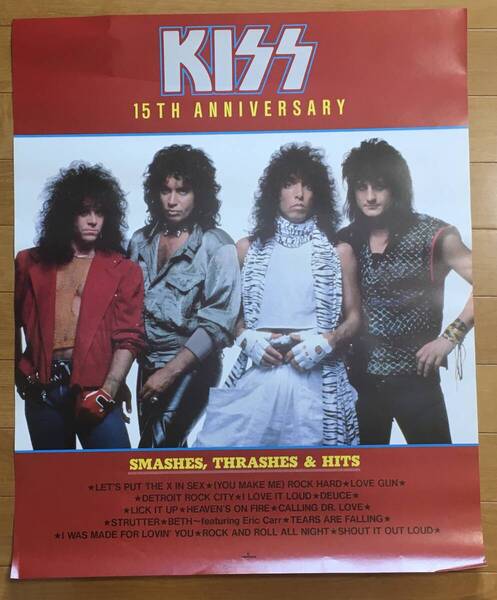 KISS
15TH ANNIVERSARY
SMASHES, THRASHES & HITS
★LET'S PUT THE X IN SEX★(YOU MAKE ME) ROCK HARD★LOVE GUN★
★DETROIT ROCK CITY★I LOVE IT LOUD★DEUCE★
★LICK IT UP★HEAVEN'S ON FIRE★CALLING DR. LOVE★
★STRUTTER★BETH~featuring Eric Carr★TEARS ARE FALLING★
★I WAS MADE FOR LOVIN' YOU★ROCK AND ROLL ALL NIGHT★SHOUT IT OUT LOUD★